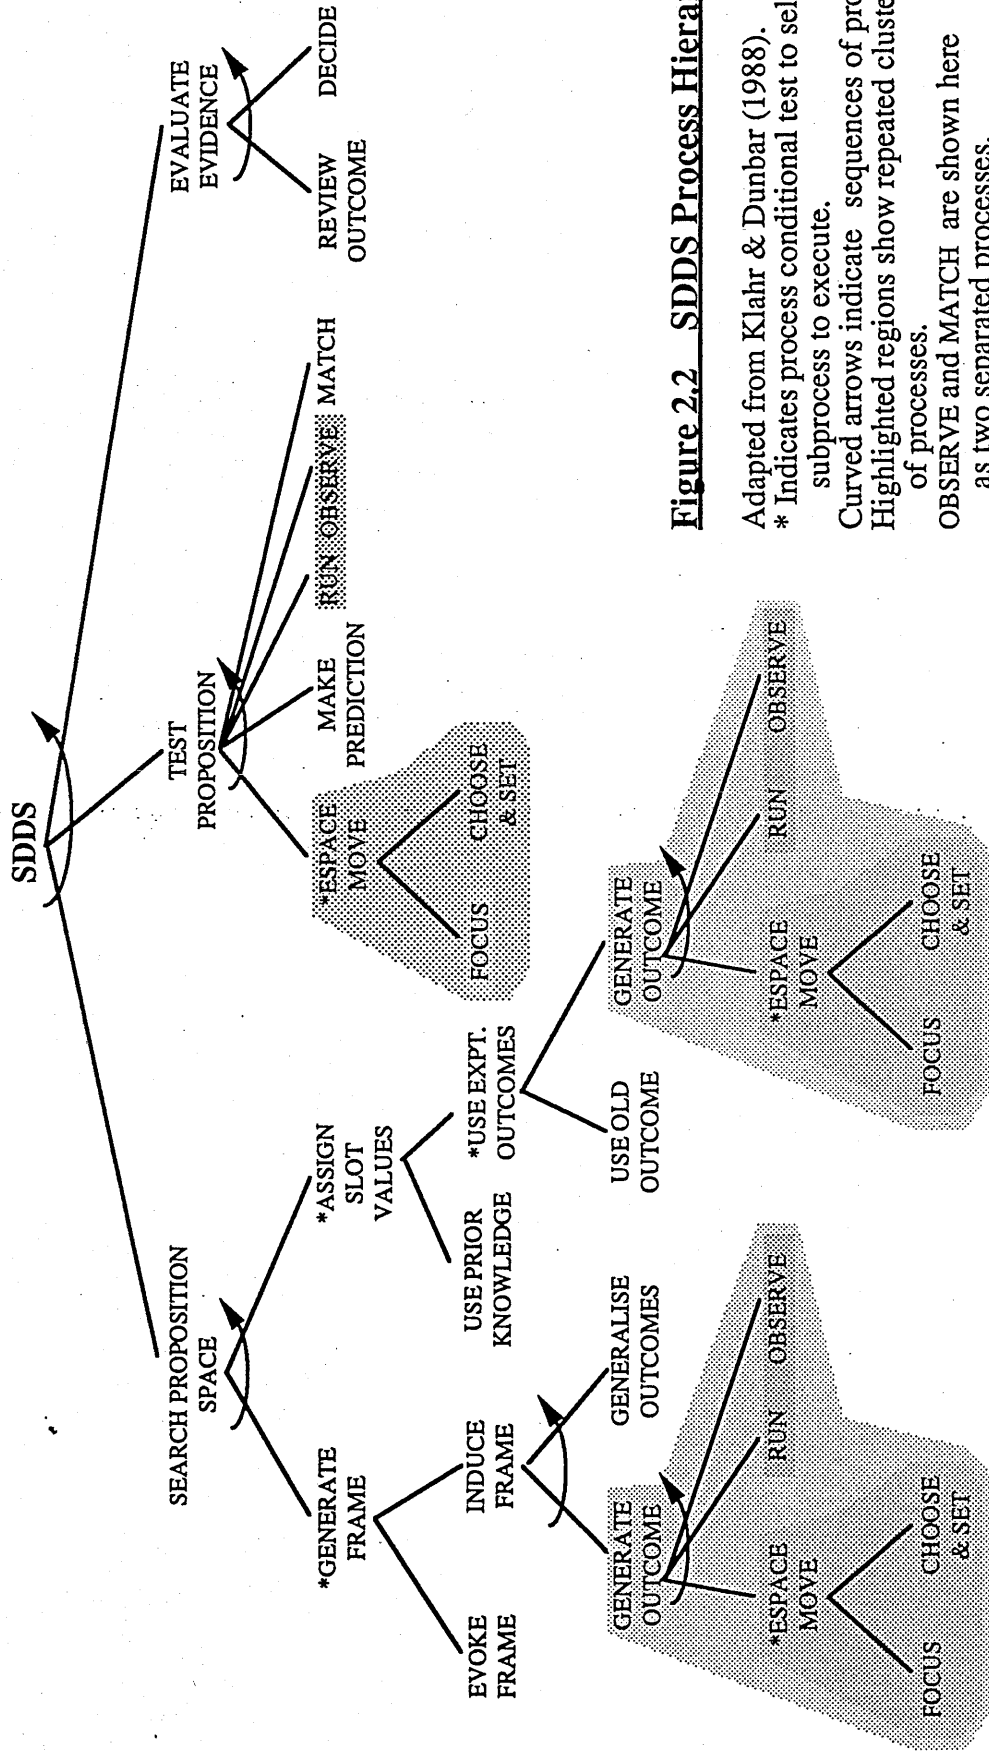 SDDS
SEARCH PROPOSITION
SPACE
TEST
PROPOSITION
EVALUATE
EVIDENCE
*GENERATE
FRAME
*ASSIGN
SLOT
VALUES
*ESPACE
MOVE
MAKE
PREDICTION
RUN OBSERVE MATCH
REVIEW
OUTCOME
DECIDE
EVOKE
FRAME
INDUCE
FRAME
USE PRIOR
KNOWLEDGE
*USE EXPT.
OUTCOMES
FOCUS
CHOOSE
& SET
GENERATE
OUTCOME
GENERALISE
OUTCOMES
USE OLD
OUTCOME
GENERATE
OUTCOME
*ESPACE
MOVE
RUN
OBSERVE
*ESPACE
MOVE
RUN
OBSERVE
FOCUS
CHOOSE
& SET
FOCUS
CHOOSE
& SET
Figure 2.2 SDDS Process
Adapted from Klahr & Dunbar (1988).
* Indicates process conditional test to
subprocess to execute.
Curved arrows indicate sequences of
Highlighted regions show repeated
of processes.
OBSERVE and MATCH are shown here
as two separated processes.